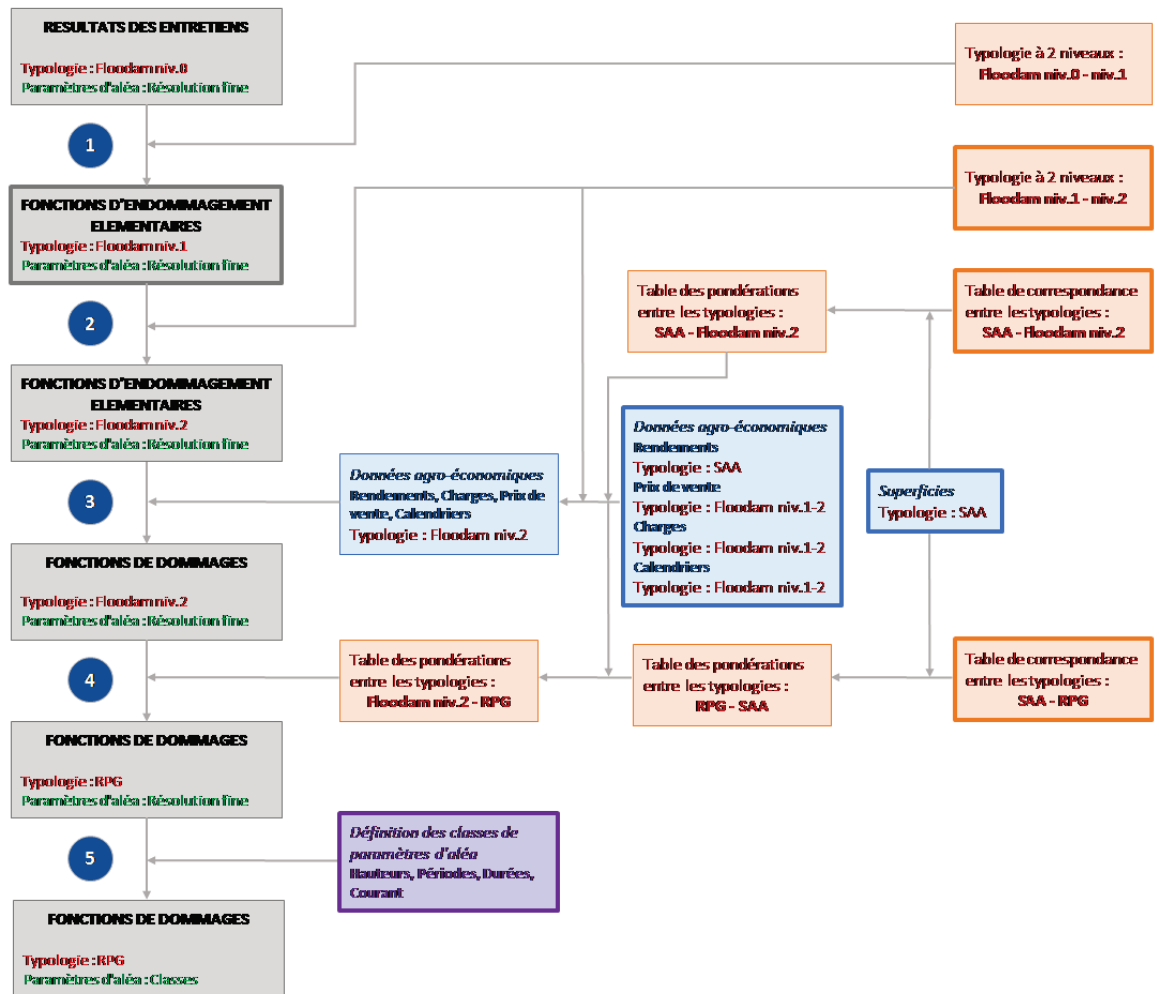 RESULTATS DES ENTRETIENS
Typologie : Floodam niv.0
Paramètres d'aléa : Résolution fine
Typologie à 2 niveaux :
Floodam niv.0 - niv.1
1
FONCTIONS D'ENDOMMAGEMENT
ELEMENTAIRES
Typologie : Floodam niv.1
Paramètres d'aléa : Résolution fine
Typologie à 2 niveaux :
Floodam niv.1 - niv.2
2
Table des pondérations
entre les typologies :
SAA - Floodam niv.2
Table de correspondance
entre les typologies :
SAA - Floodam niv.2
FONCTIONS D'ENDOMMAGEMENT
ELEMENTAIRES
Typologie : Floodam niv.2
Paramètres d'aléa : Résolution fine
3
Données agro-économiques
Rendements, Charges, Prix de
vente, Calendriers
Typologie : Floodam niv.2
Données agro-économiques
Rendements
Typologie : SAA
Prix de vente
Typologie : Floodam niv.1-2
Charges
Typologie : Floodam niv.1-2
Calendriers
Typologie : Floodam niv.1-2
Superficies
Typologie : SAA
FONCTIONS DE DOMMAGES
Typologie : Floodam niv.2
Paramètres d'aléa : Résolution fine
4
Table des pondérations
entre les typologies :
Floodam niv.2 - RPG
Table des pondérations
entre les typologies :
RPG - SAA
Table de correspondance
entre les typologies :
SAA - RPG
FONCTIONS DE DOMMAGES
Typologie : RPG
Paramètres d'aléa : Résolution fine
5
Définition des classes de
paramètres d'aléa
Hauteurs, Périodes, Durées,
Courant
FONCTIONS DE DOMMAGES
Typologie : RPG
Paramètres d'aléa : Classes